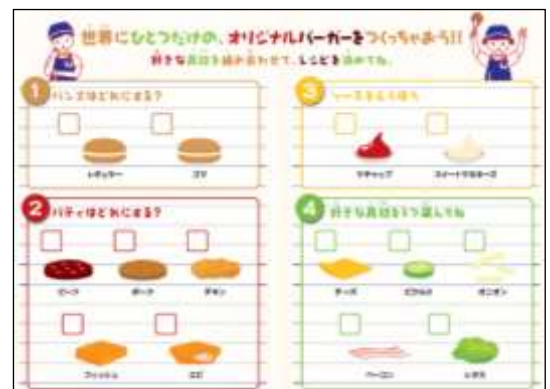 世界にひとつだけの、オリジナルバーガーをつくっちゃおう!!
好きな具材を組み合わせて、レシピを決めてね。
1 バンズはどれにする?
レギュラー
ゴマ
2 パティはどれにする?
ビーフ
ポーク
チキン
フィッシュ
エビ
3 ソースをえらぼう
ケチャップ
スイートマヨネーズ
4 好きな具材を3つ選んでね
チーズ
ピクルス
オニオン
ベーコン
レタス